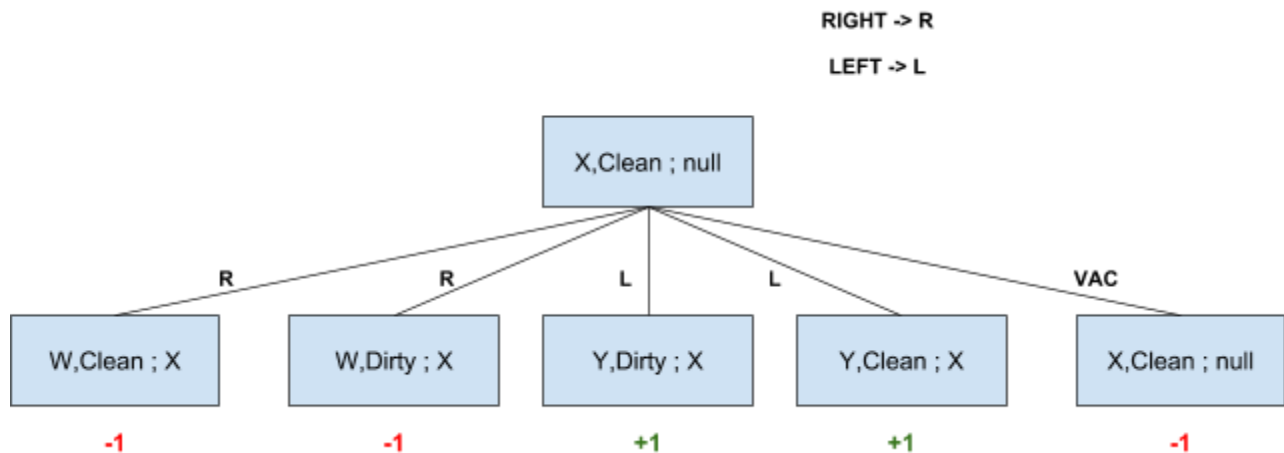 RIGHT -> R
LEFT -> L
X,Clean ; null
R
R
L
L
VAC
W,Clean ; X
W,Dirty ; X
Y,Dirty ; X
Y,Clean ; X
X,Clean ; null
-1
-1
+1
+1
-1